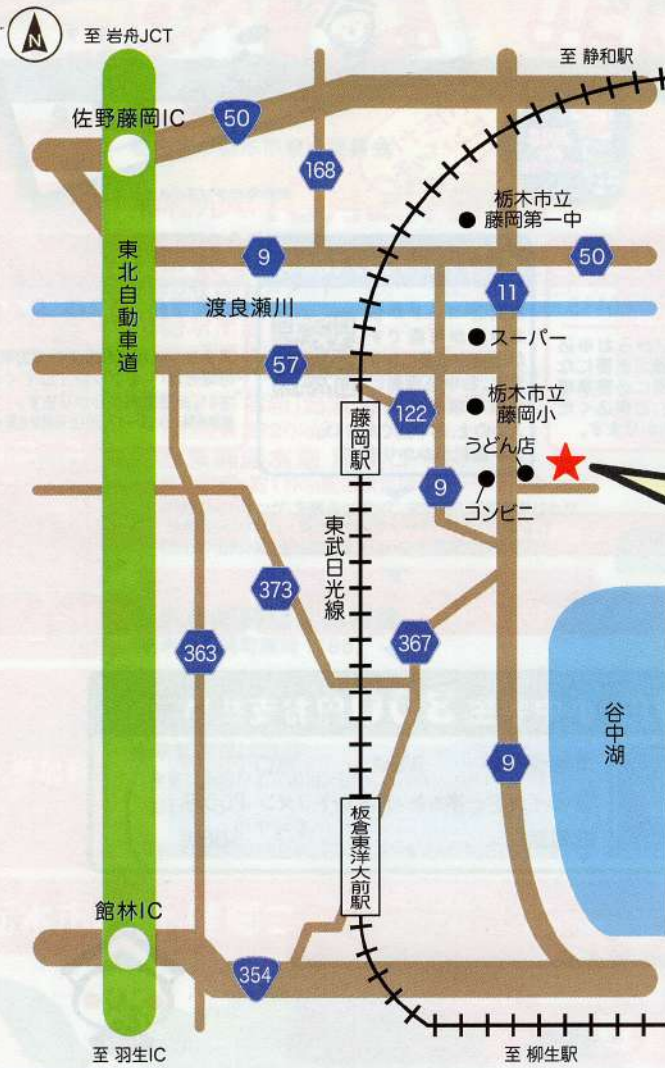 N
至 岩舟JCT
至 静和駅
佐野藤岡IC
50
168
栃木市立
藤岡第一中
9
50
東北自動車道
11
渡良瀬川
スーパー
57
122
栃木市立
藤岡小
藤岡駅
うどん店
9
コンビニ
東武日光線
373
367
363
谷中湖
9
板倉東洋大前駅
館林IC
354
至 羽生IC
至 柳生駅